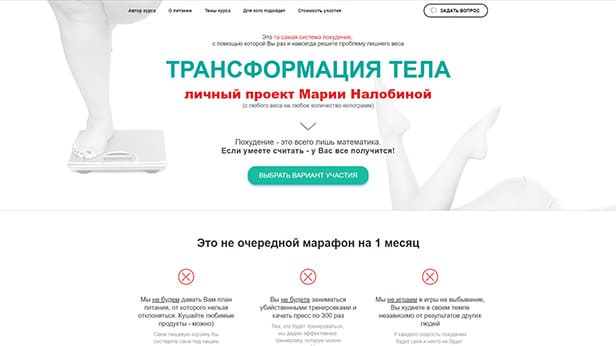 Автор курса О питании Темы курса Для кого подойдет Стоимость участия ЗАДАТЬ ВОПРОС
Это та самая система похудения,
с помощью которой Вы раз и навсегда решите проблему лишнего веса
ТРАНСФОРМАЦИЯ ТЕЛА
личный проект Марии Налобиной
(с любого веса на любое количество килограмм)
Похудение - это всего лишь математика.
Если умеете считать - у Вас все получится!
ВЫБРАТЬ ВАРИАНТ УЧАСТИЯ
Это не очередной марафон на 1 месяц
Мы не будем давать Вам план
питания, от которого нельзя
отклоняться. Кушайте любимые
продукты - можно)
Свою пищевую корзину Вы
составите сами под нашим
Вы не будете заниматься
убийственными тренировками и
качать пресс по 300 раз
Тем, кто будет тренироваться,
мы дадим эффективную
тренировку, которую можно
Мы не играем в игры на выбывание,
Вы худеете в своем темпе
независимо от результатов других
людей
У каждого скорость похудения
будет своя и никто не будет